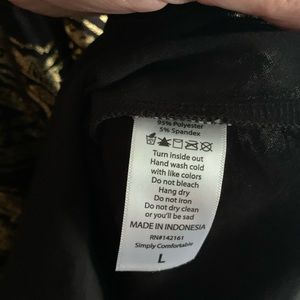 95% Polyester
5% Spandex
Turn inside out
Hand wash cold
with like colors
Do not bleach
Hang dry
Do not iron
Do not dry clean
or you'll be sad
MADE IN INDONESIA
RN#142161
Simply Comfortable
L